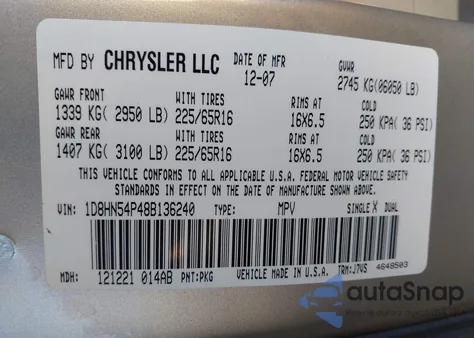 MFD BY CHRYSLER LLC DATE OF MFR 12-07 GVWR 2745 KG(06050 LB)
GAWR FRONT WITH TIRES RIMS AT COLD
1339 KG( 2950 LB) 225/65R16 16X6.5 250 KPA( 36 PSI)
GAWR REAR WITH TIRES RIMS AT COLD
1407 KG( 3100 LB) 225/65R16 16X6.5 250 KPA( 36 PSI)
THIS VEHICLE CONFORMS TO ALL APPLICABLE U.S.A. FEDERAL MOTOR VEHICLE SAFETY
STANDARDS IN EFFECT ON THE DATE OF MANUFACTURE SHOWN ABOVE
VIN: 1D8HN54P48B136240 TYPE: MPV SINGLE X DUAL
MDH: 121221 014AB PNT:PKG VEHICLE MADE IN U.S.A. TRM:J7VS 4648503
autoSnap